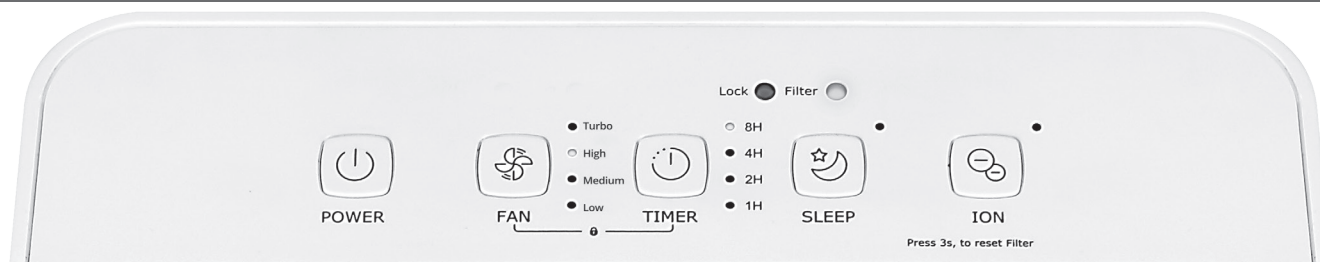 Lock Filter
Turbo
High
Medium
Low
8H
4H
2H
1H
POWER
FAN
TIMER
SLEEP
ION
Press 3s, to reset Filter